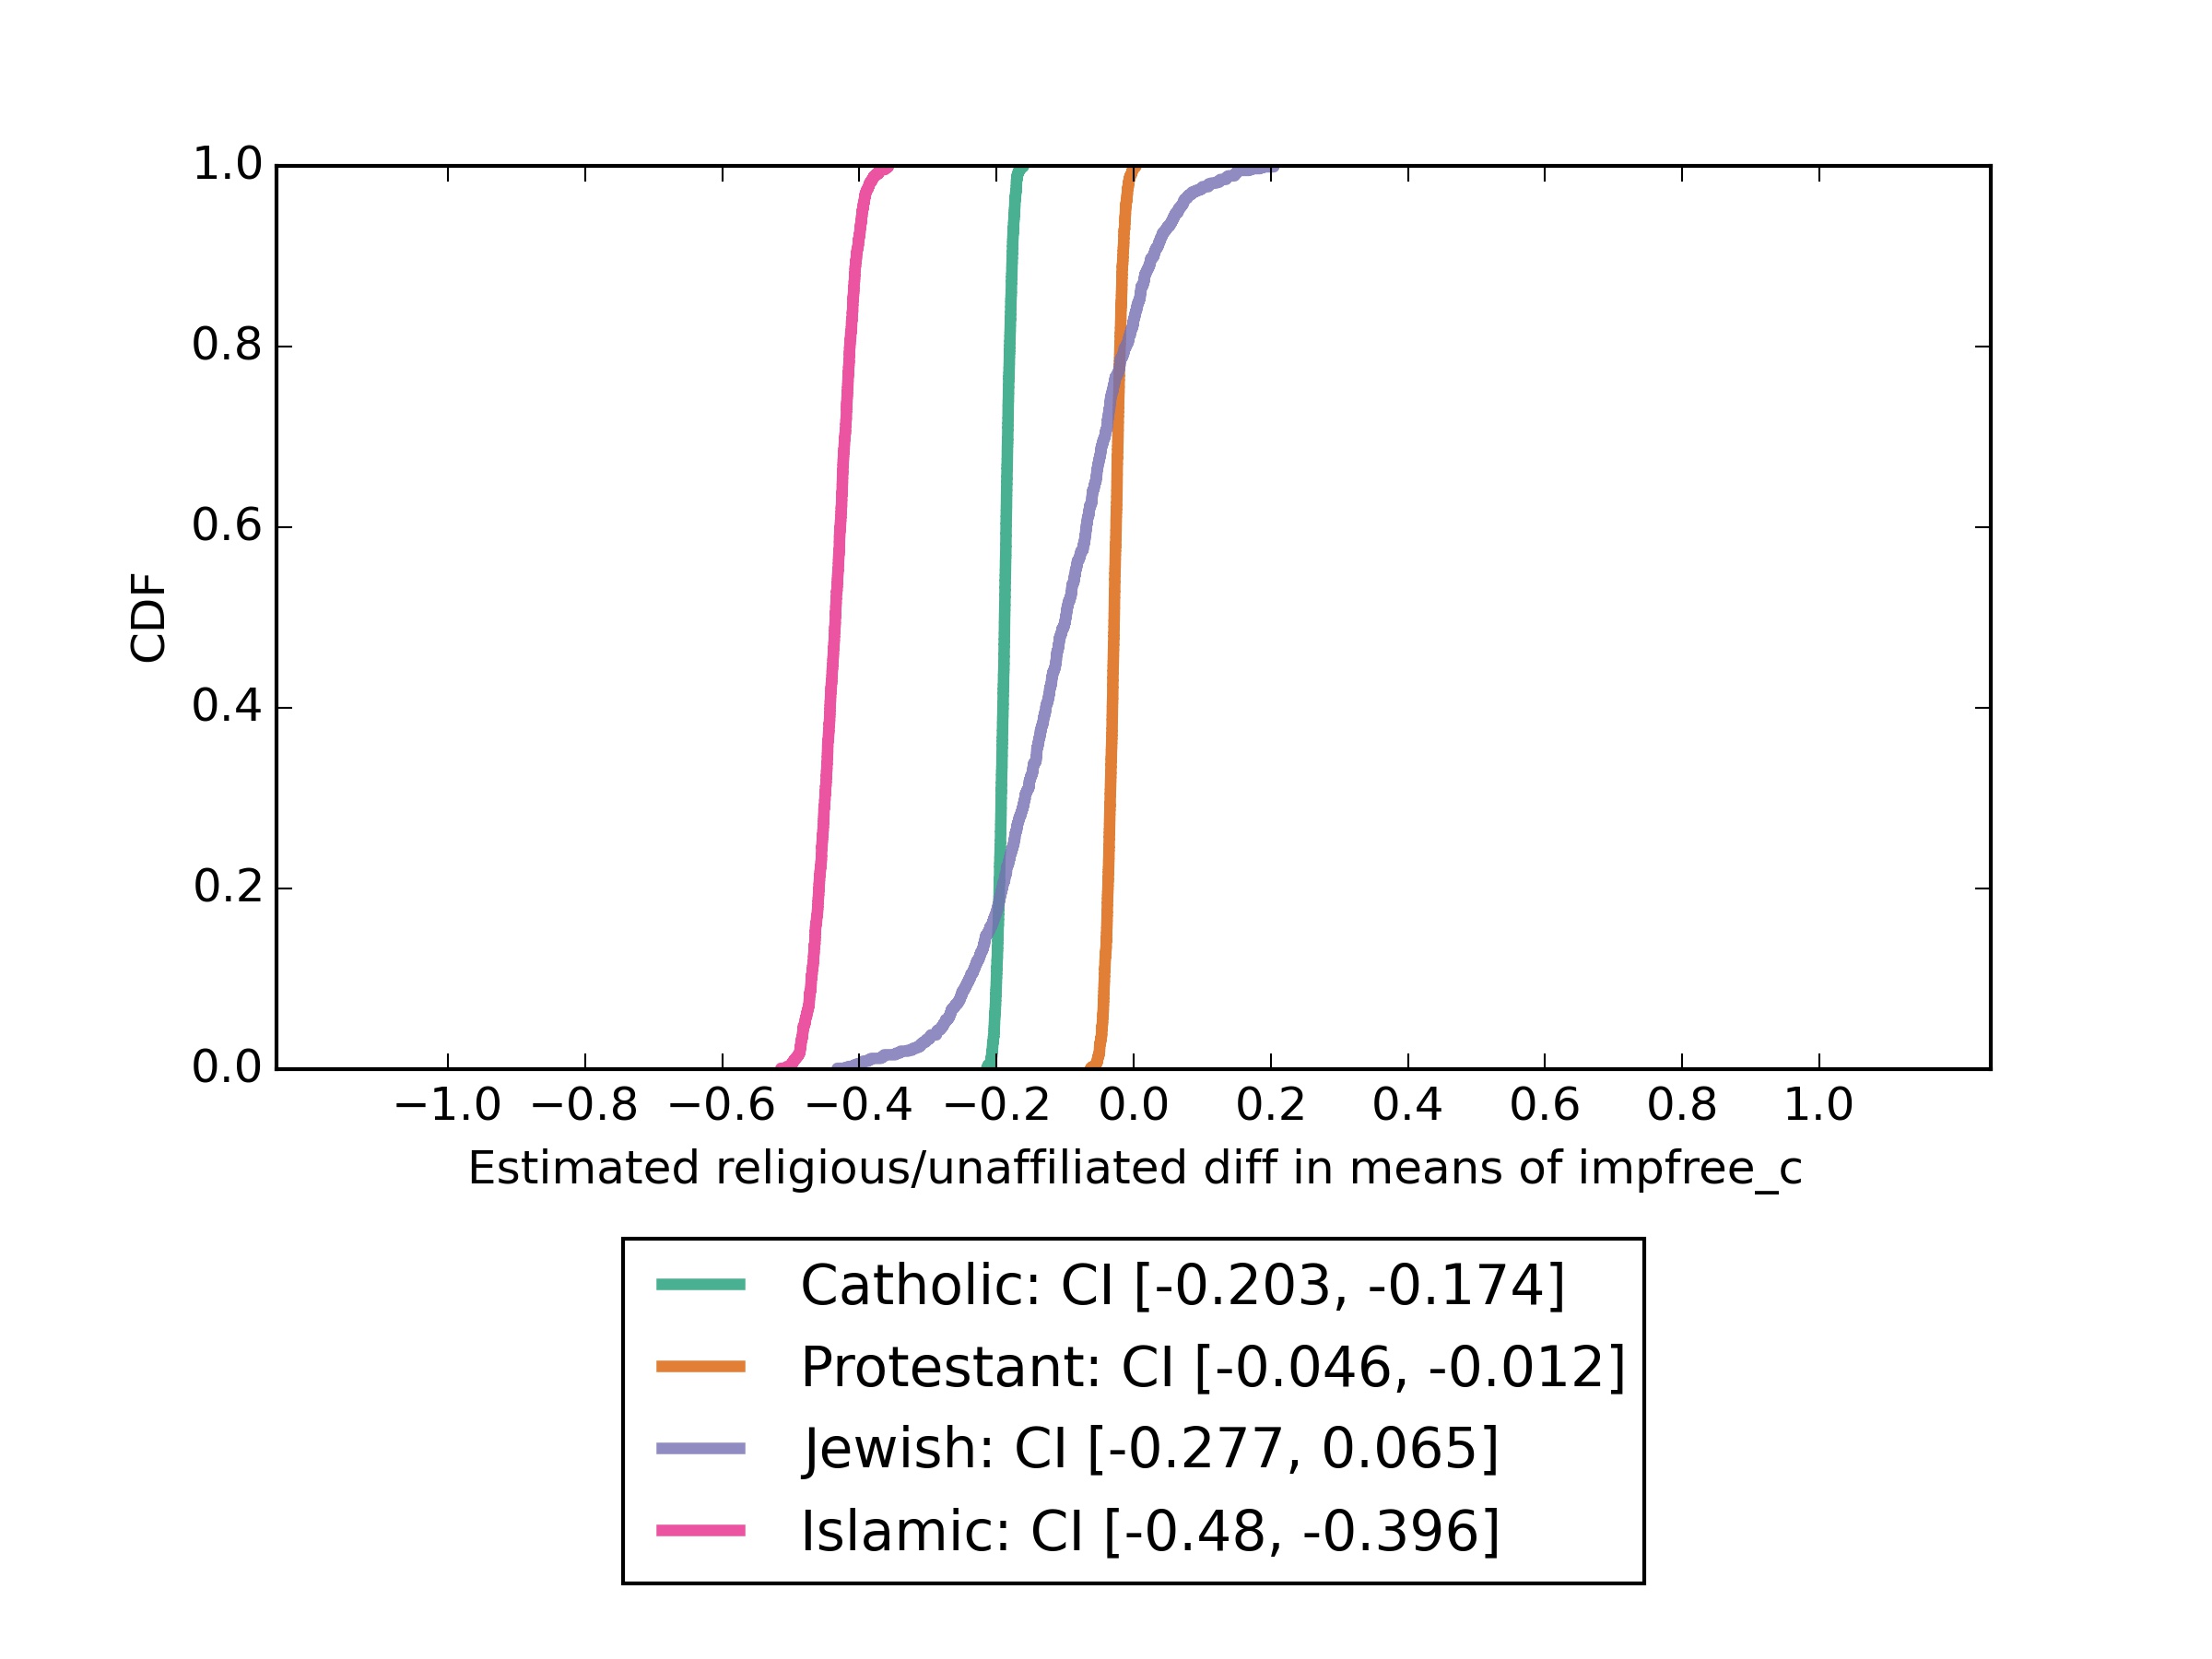 1.0
0.8
0.6
0.4
0.2
0.0
CDF
−1.0 −0.8 −0.6 −0.4 −0.2 0.0 0.2 0.4 0.6 0.8 1.0
Estimated religious/unaffiliated diff in means of impfree_c
Catholic: CI [-0.203, -0.174]
Protestant: CI [-0.046, -0.012]
Jewish: CI [-0.277, 0.065]
Islamic: CI [-0.48, -0.396]